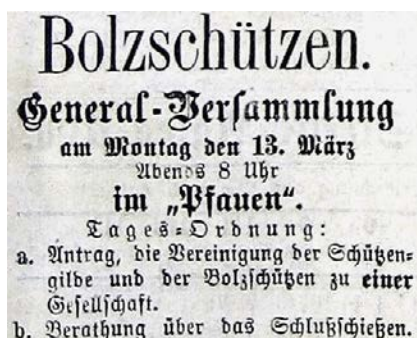 Bolzschützen.
General-Versammlung
am Montag den 13. März
Abends 8 Uhr
im „Pfauen“.
Tages-Ordnung:
a. Antrag, die Vereinigung der Schützen-
gilde und der Bolzschützen zu einer
Gesellschaft.
b. Berathung über das Schlußschießen.